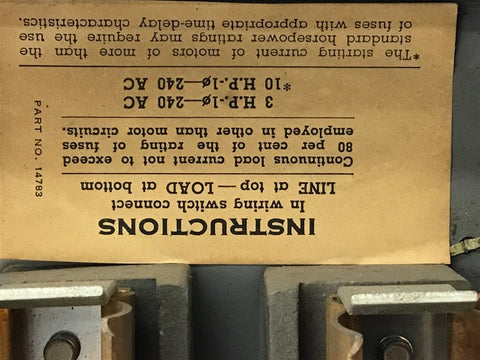 INSTRUCTIONS
In wiring switch connect
LINE at top—LOAD at bottom
Continuous load current not to exceed
80 per cent of the rating of fuses
employed in other than motor circuits.
3 H.P.-1ø—240 AC
*10 H.P.-1ø—240 AC
*The starting current of motors of more than the
standard horsepower ratings may require the use
of fuses with appropriate time-delay characteristics.
PART NO. 14783